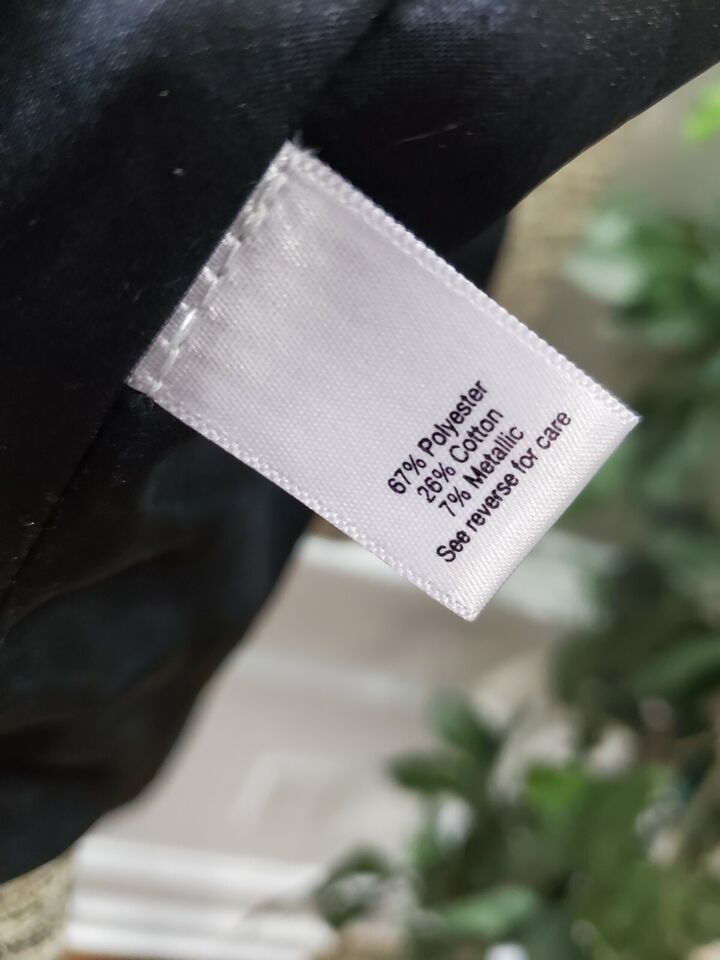 67% Polyester
26% Cotton
7% Metallic
See reverse for care